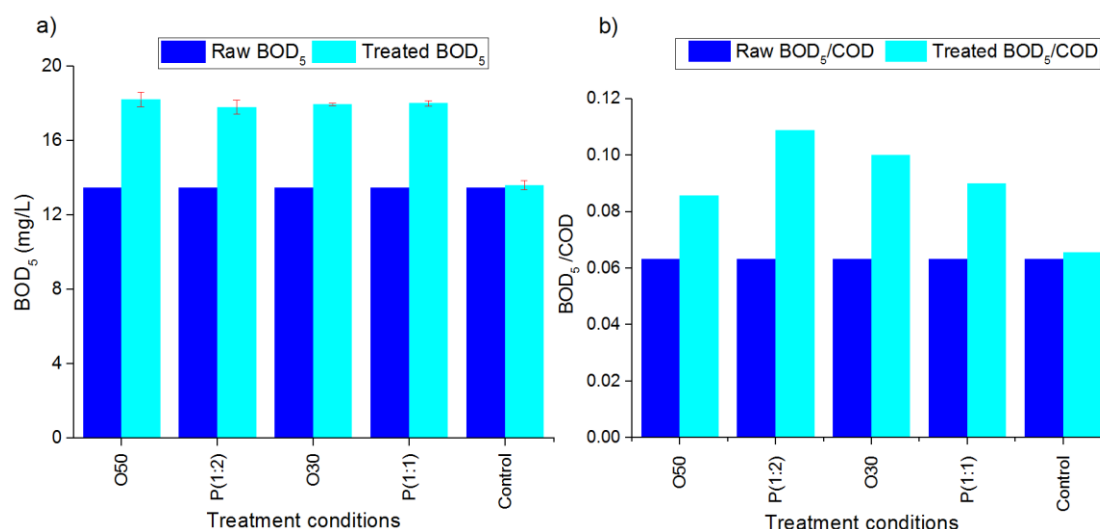 a)
Raw BOD₅ Treated BOD₅
20
16
12
8
4
0
BOD₅ (mg/L)
O50 P(1:2) O30 P(1:1) Control
Treatment conditions
b)
Raw BOD₅/COD Treated BOD₅/COD
0.12
0.10
0.08
0.06
0.04
0.02
0.00
BOD₅ /COD
O50 P(1:2) O30 P(1:1) Control
Treatment conditions